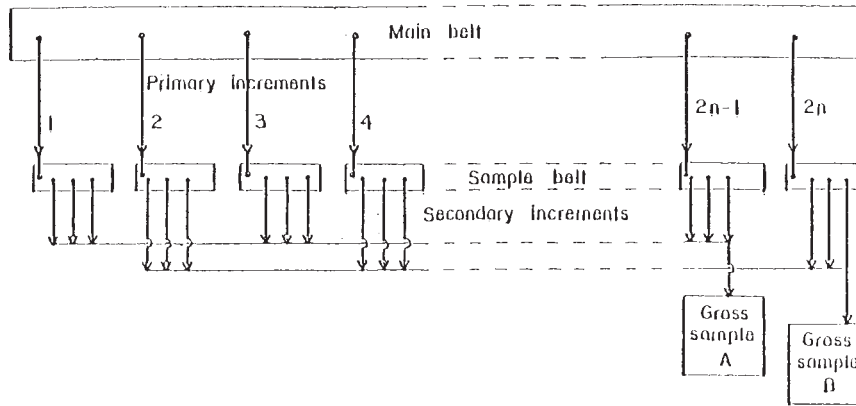 Main belt
Primary increments
1
2
3
4
2n-1
2n
Sample belt
Secondary increments
Gross
sample
A
Gross
sample
B